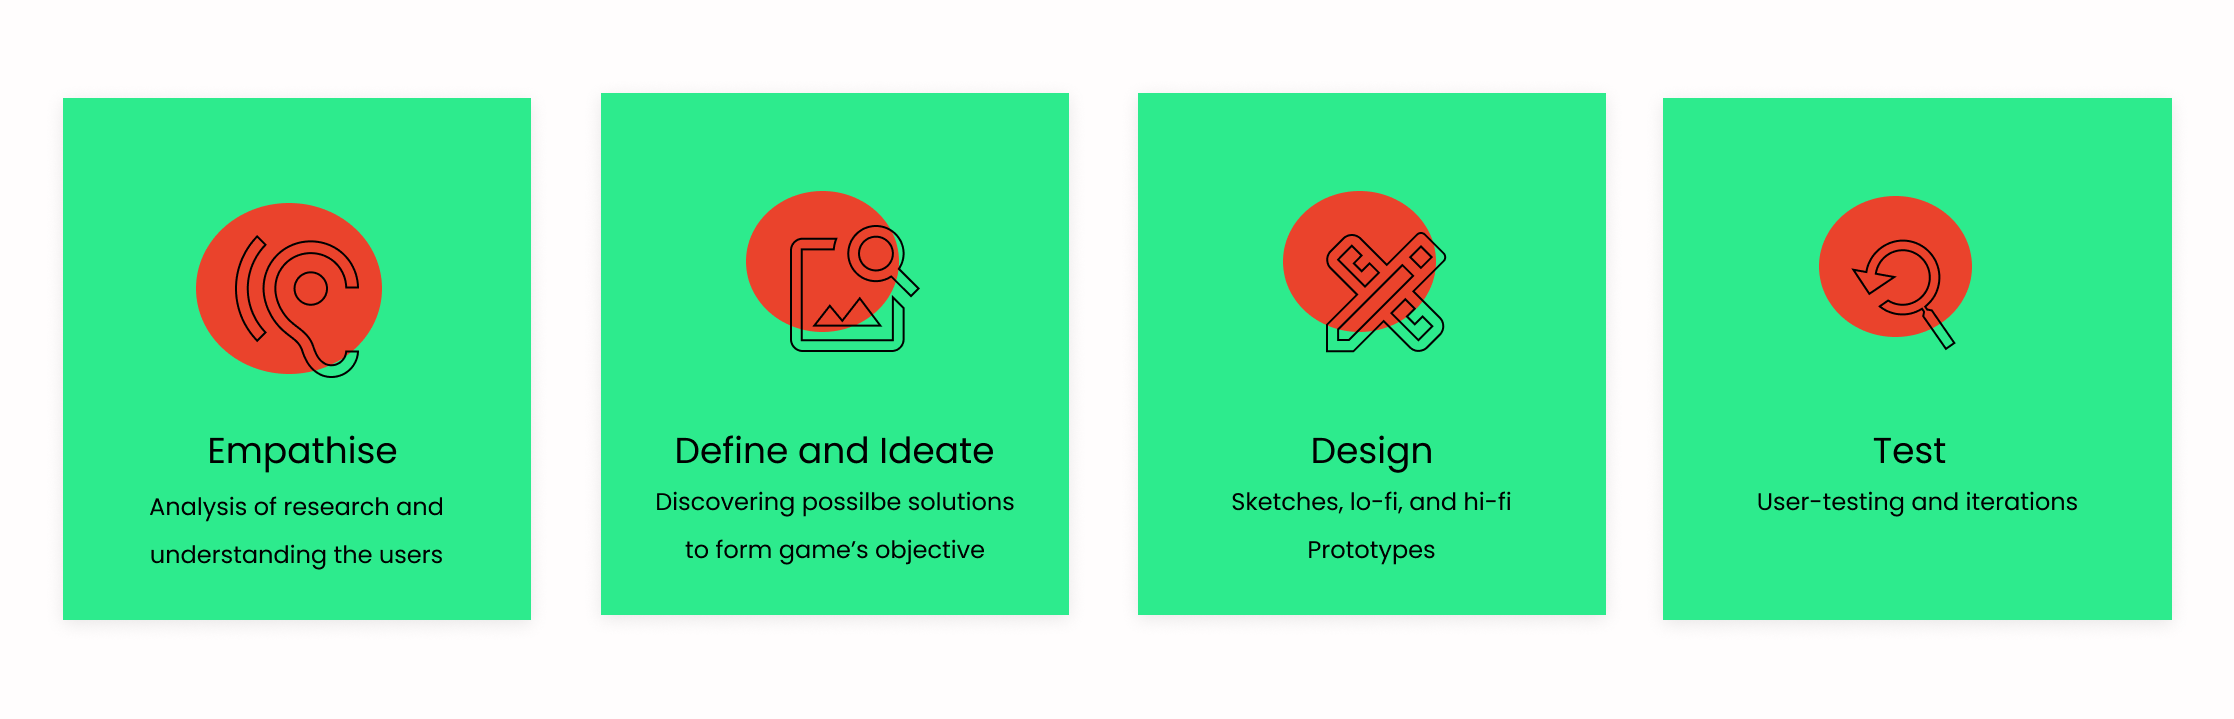 Empathise
Analysis of research and
understanding the users
Define and Ideate
Discovering possilbe solutions
to form game’s objective
Design
Sketches, lo-fi, and hi-fi
Prototypes
Test
User-testing and iterations